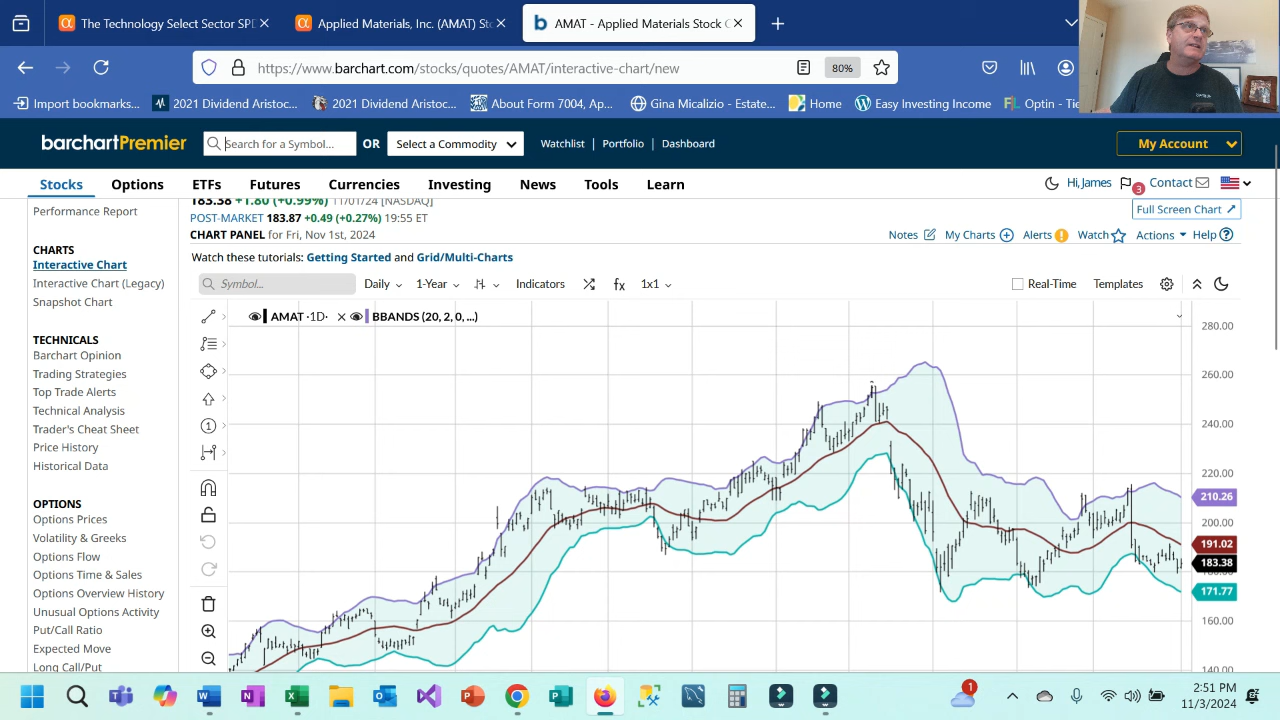 The Technology Select Sector SPD
Applied Materials, Inc. (AMAT) Sto
AMAT - Applied Materials Stock C
https://www.barchart.com/stocks/quotes/AMAT/interactive-chart/new
80%
Import bookmarks...
2021 Dividend Aristoc...
2021 Dividend Aristoc...
About Form 7004, Ap...
Gina Micalizio - Estate...
Home
Easy Investing Income
Optin - Tie
barchartPremier
Search for a Symbol...
OR
Select a Commodity
Watchlist | Portfolio | Dashboard
My Account
Stocks Options ETFs Futures Currencies Investing News Tools Learn
Hi, James
3
Contact
183.38 +1.80 (+0.99%) 11/01/24 [NASDAQ]
Full Screen Chart
POST-MARKET 183.87 +0.49 (+0.27%) 19:55 ET
CHART PANEL for Fri, Nov 1st, 2024
Notes My Charts Alerts Watch Actions Help
Watch these tutorials: Getting Started and Grid/Multi-Charts
Symbol...
Daily
1-Year
Indicators
fx
1x1
Real-Time
Templates
AMAT ·1D·
BBANDS (20, 2, 0, ...)
Performance Report
CHARTS
Interactive Chart
Interactive Chart (Legacy)
Snapshot Chart
TECHNICALS
Barchart Opinion
Trading Strategies
Top Trade Alerts
Technical Analysis
Trader's Cheat Sheet
Price History
Historical Data
OPTIONS
Options Prices
Volatility & Greeks
Options Flow
Options Time & Sales
Options Overview History
Unusual Options Activity
Put/Call Ratio
Expected Move
Long Call/Put
280.00
260.00
240.00
220.00
210.26
200.00
191.02
183.38
171.77
160.00
140.00
1
2:51 PM
11/3/2024